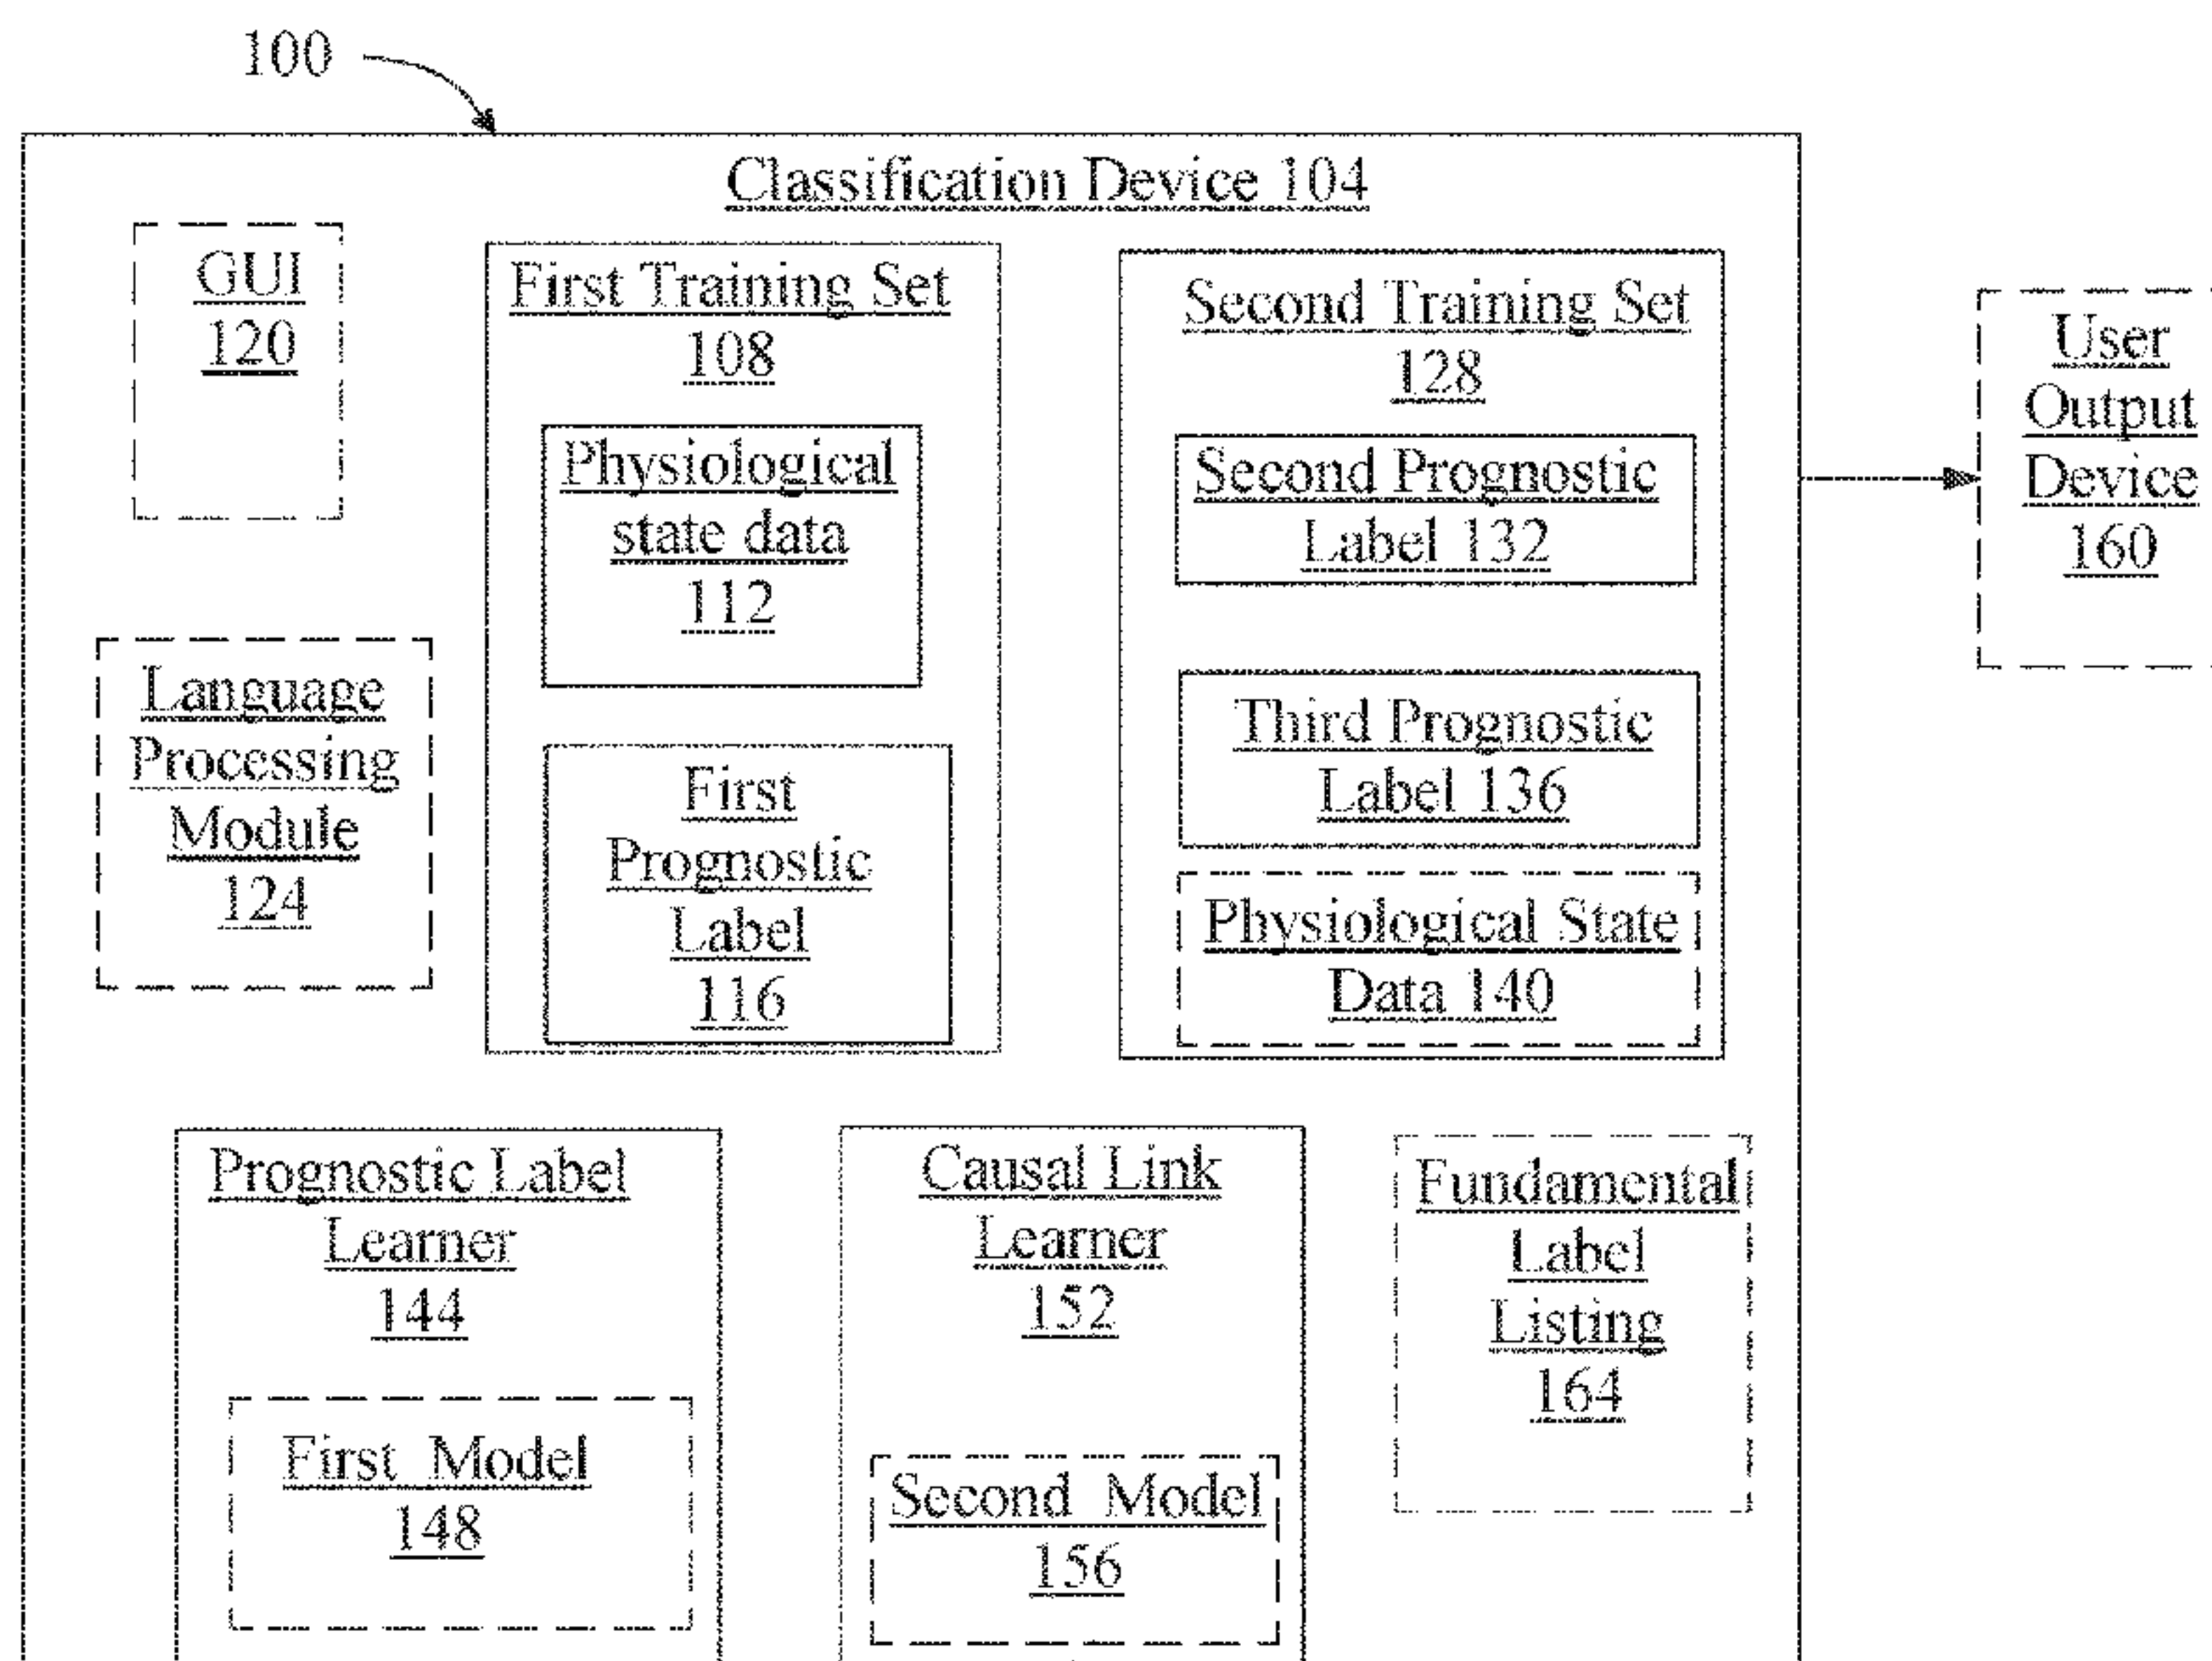 100
Classification Device 104
GUI
120
First Training Set
108
Physiological
state data
112
First
Prognostic
Label
116
Second Training Set
128
Second Prognostic
Label 132
Third Prognostic
Label 136
Physiological State
Data 140
User
Output
Device
160
Language
Processing
Module
124
Prognostic Label
Learner
144
First Model
148
Causal Link
Learner
152
Second Model
156
Fundamental
Label
Listing
164